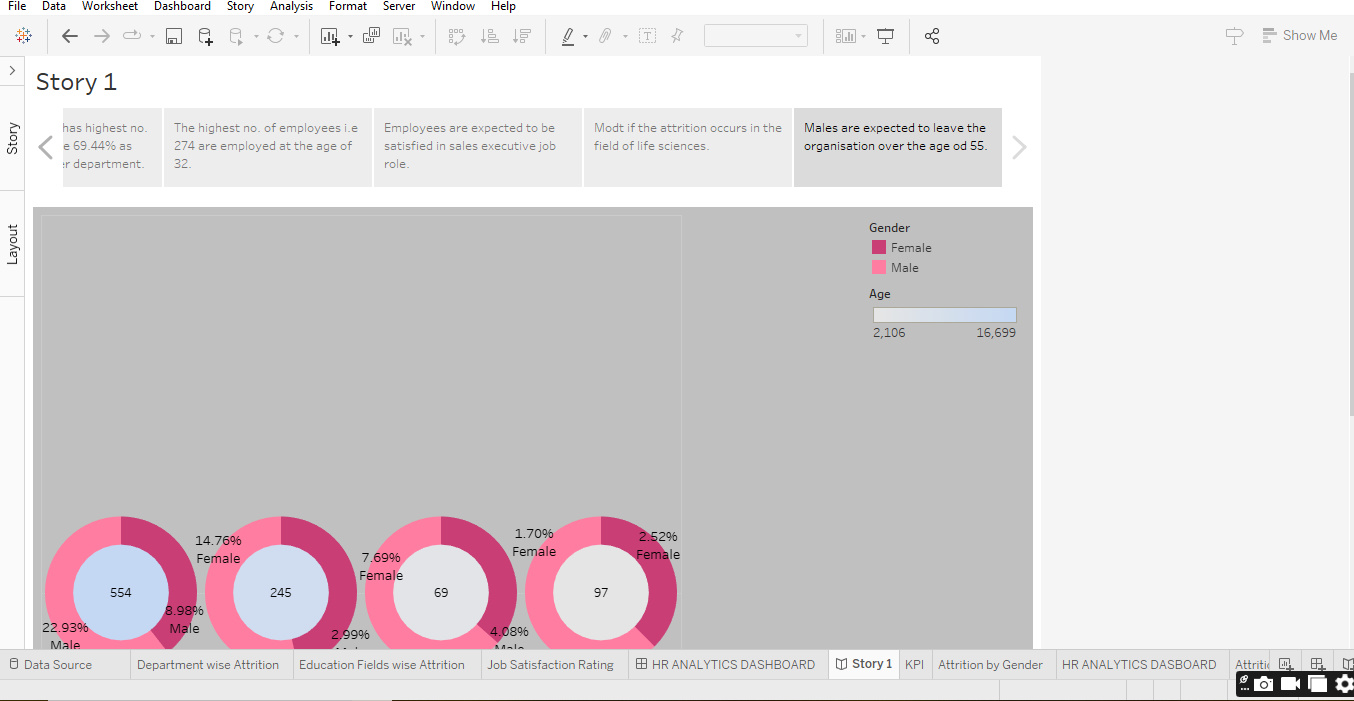 File Data Worksheet Dashboard Story Analysis Format Server Window Help
Show Me
Story
Layout
Story 1
has highest no.
e 69.44% as
er department.
The highest no. of employees i.e
274 are employed at the age of
32.
Employees are expected to be
satisfied in sales executive job
role.
Modt if the attrition occurs in the
field of life sciences.
Males are expected to leave the
organisation over the age od 55.
Gender
Female
Male
Age
2,106 16,699
14.76%
Female
7.69%
Female
1.70%
Female
2.52%
Female
554
245
69
97
22.93%
Male
8.98%
Male
2.99%
4.08%
Male
Data Source
Department wise Attrition
Education Fields wise Attrition
Job Satisfaction Rating
HR ANALYTICS DASHBOARD
Story 1
KPI
Attrition by Gender
HR ANALYTICS DASBOARD
Attriti